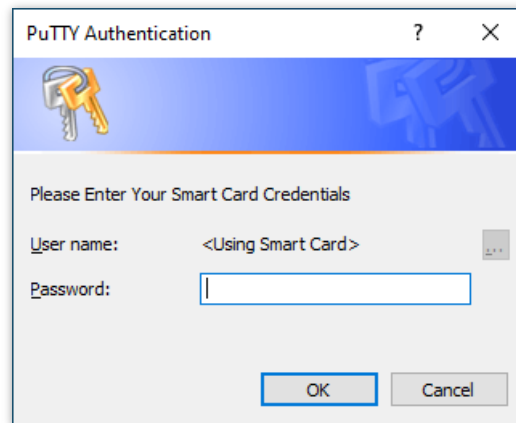 PuTTY Authentication ?
Please Enter Your Smart Card Credentials
User name: <Using Smart Card> ...
Password:
OK Cancel